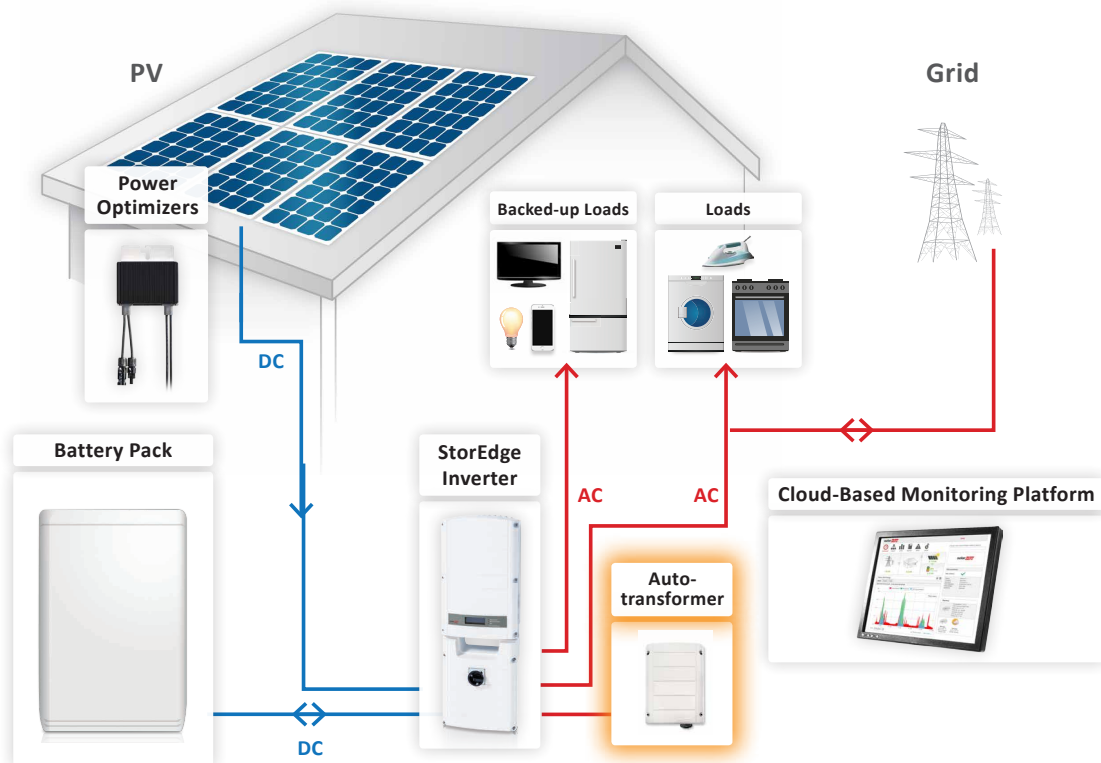 PV
Grid
Power
Optimizers
Backed-up Loads
Loads
DC
Battery Pack
StorEdge
Inverter
AC
AC
Cloud-Based Monitoring Platform
Auto-
transformer
DC